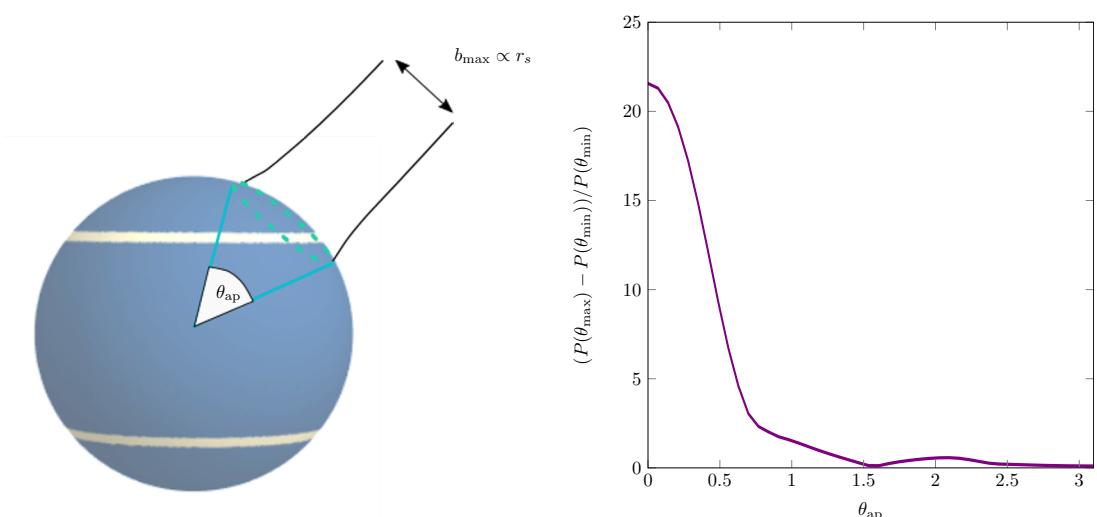 b_max ∝ r_s
θ_ap
25
20
15
10
5
0
(P(θ_max) − P(θ_min))/P(θ_min)
0 0.5 1 1.5 2 2.5 3
θ_ap